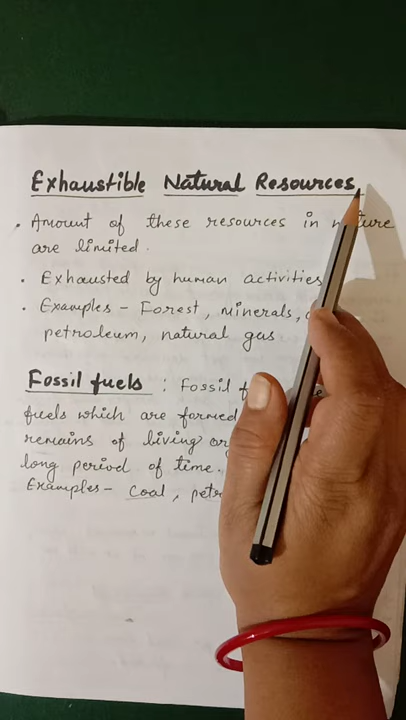 Exhaustible Natural Resources
• Amount of these resources in nature
are limited.
• Exhausted by human activities
• Examples - Forest, minerals,
petroleum, natural gas
Fossil fuels : Fossil
fuels which are formed
remains of living
long period of time.
Examples - Coal,